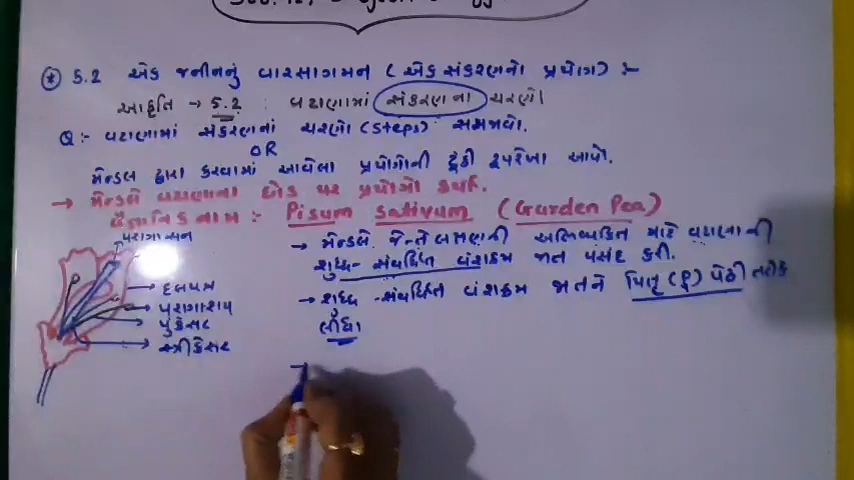 * 5.2 એક જનીનનું વારસાગમન ( એક સંકરણનો પ્રયોગ ) :-
આકૃતિ → 5.2 : વટાણામાં સંકરણના ચરણો
Q:- વટાણામાં સંકરણનાં ચરણો (Steps) સમજાવો.
OR
મેન્ડલ દ્વારા કરવામાં આવેલા પ્રયોગોની ટૂંકી રૂપરેખા આપો.
→ મેન્ડલે વટાણાના છોડ પર પ્રયોગો કર્યા.
વૈજ્ઞાનિક નામ :- Pisum sativum ( Garden Pea )
પરાગાસન
દલપત્ર
પરાગાશય
પુંકેસર
સ્ત્રીકેસર
→ મેન્ડલે જે-તે લક્ષણની અભિવ્યક્તિ માટે વટાણાની
શુદ્ધ- સંવર્ધિત વંશક્રમ જાત પસંદ કરી.
→ શુદ્ધ -સંવર્ધિત વંશક્રમ જાતને પિતૃ પેઢી તરીકે
લીધા